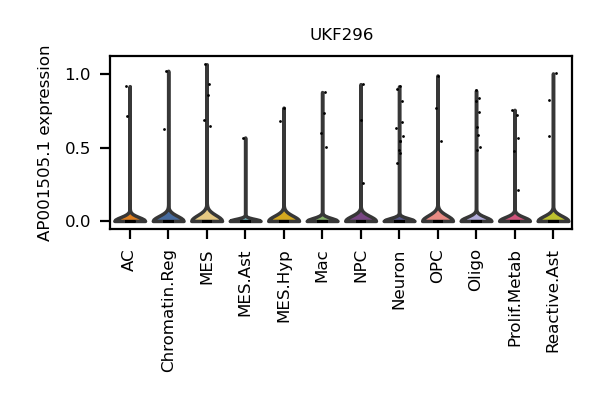 UKF296
AP001505.1 expression
1.0
0.5
0.0
AC
Chromatin.Reg
MES
MES.Ast
MES.Hyp
Mac
NPC
Neuron
OPC
Oligo
Prolif.Metab
Reactive.Ast